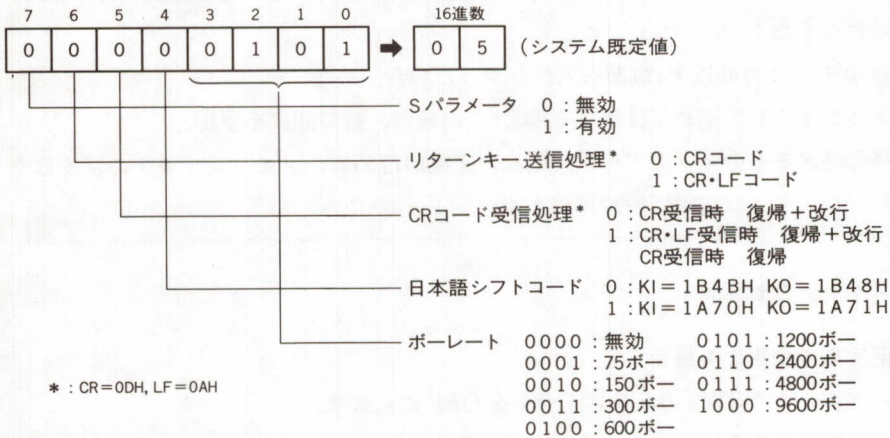 7 6 5 4 3 2 1 0 16進数
0 0 0 0 0 1 0 1 ➡ 0 5 (システム既定値)
Sパラメータ 0:無効
1:有効
リターンキー送信処理* 0:CRコード
1:CR・LFコード
CRコード受信処理* 0:CR受信時 復帰+改行
1:CR・LF受信時 復帰+改行
CR受信時 復帰
日本語シフトコード 0:KI=1B4BH KO=1B48H
1:KI=1A70H KO=1A71H
ボーレート 0000:無効 0101:1200ボー
0001:75ボー 0110:2400ボー
0010:150ボー 0111:4800ボー
0011:300ボー 1000:9600ボー
0100:600ボー
*:CR=0DH, LF=0AH